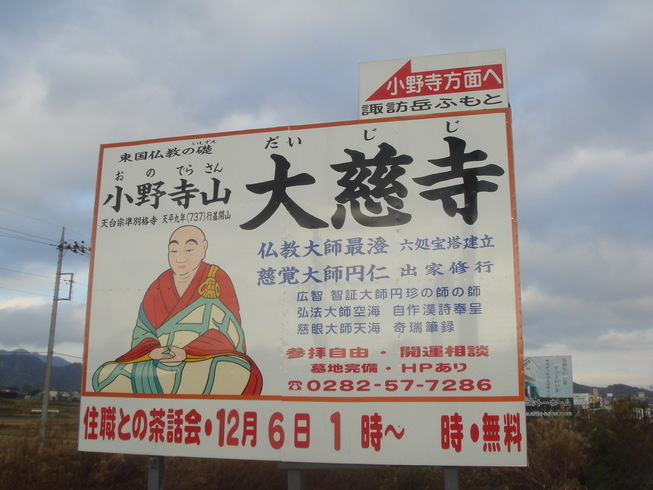 小野寺方面へ
諏訪岳ふもと
いしずえ
東国仏教の礎
おのでらさん
小野寺山
天台宗準別格寺 天平九年(737)行基開山
だいじじ
大慈寺
仏教大師最澄 六処宝塔建立
慈覚大師円仁 出家修行
広智 智証大師円珍の師の師
弘法大師空海 自作漢詩奉呈
慈眼大師天海 奇瑞筆録
参拝自由・開運相談
墓地完備・HPあり
☎0282-57-7286
住職との茶話会・12月6日1時〜 時・無料